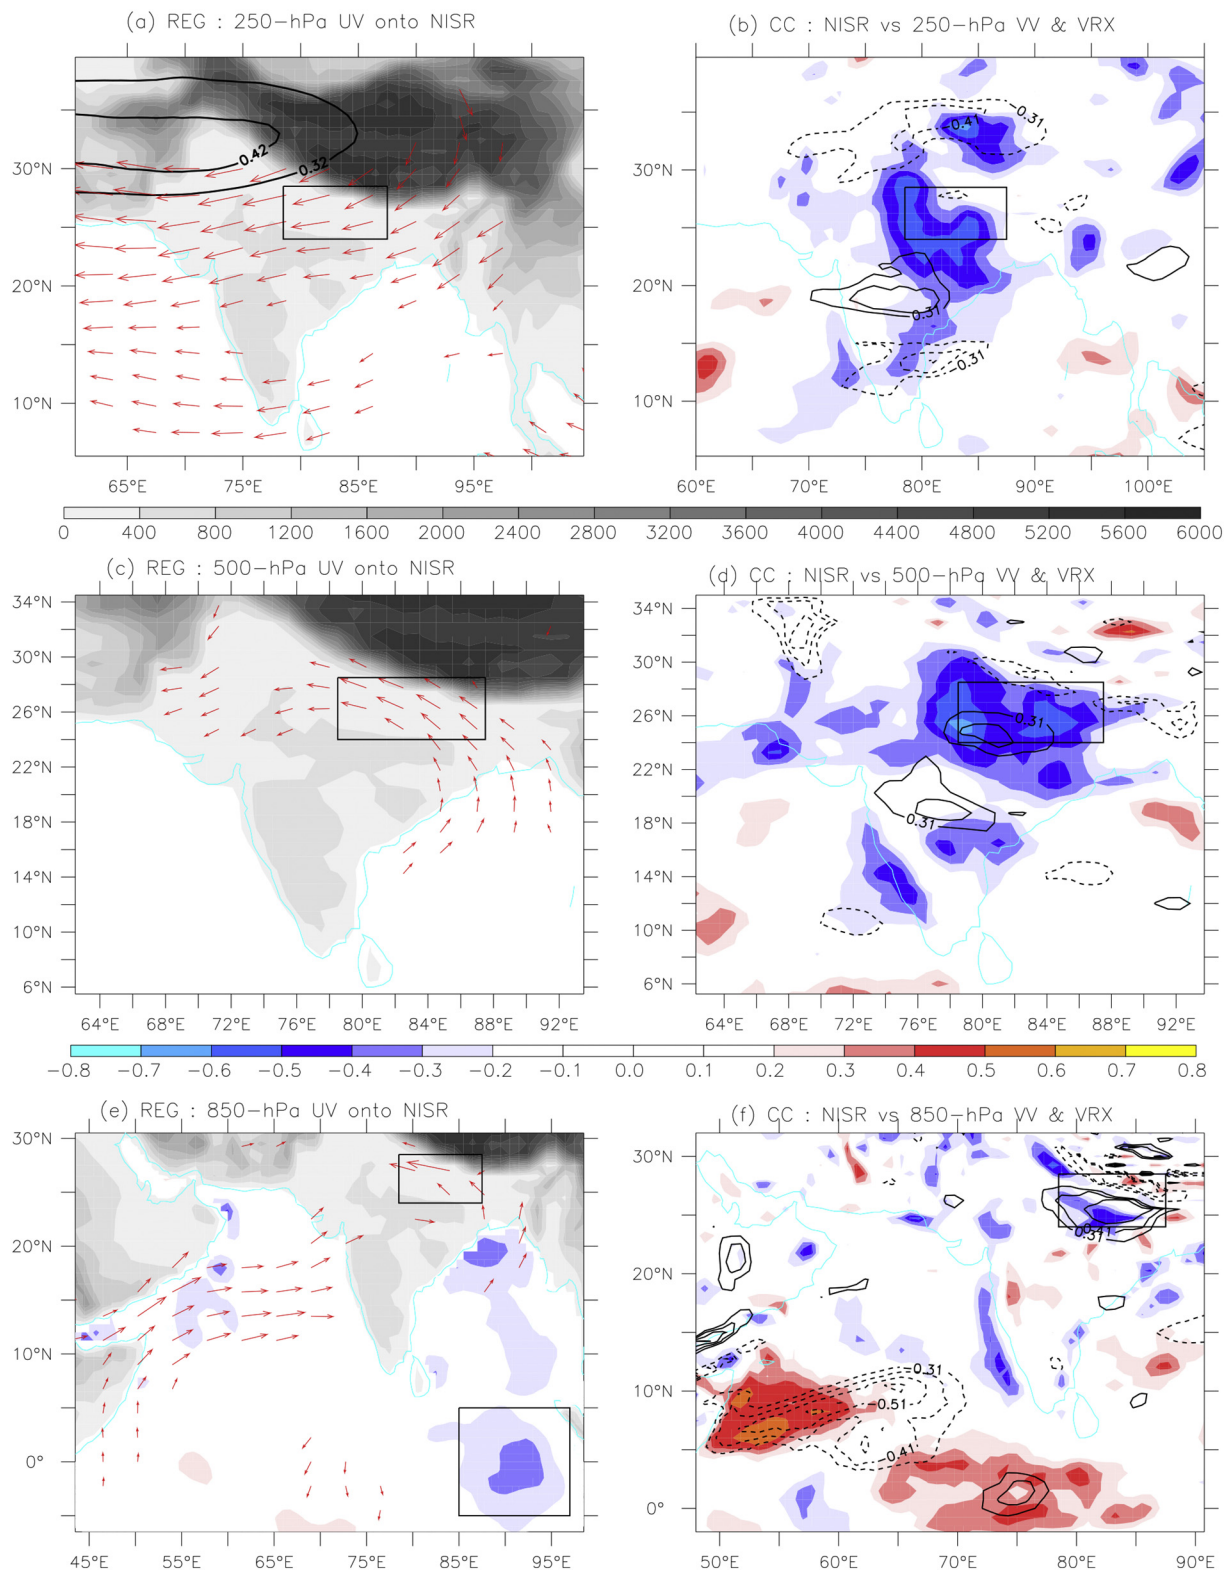 (a) REG : 250−hPa UV onto NISR
(b) CC : NISR vs 250−hPa VV & VRX
0.42
0.32
30°N
20°N
10°N
65°E 75°E 85°E 95°E
−0.31
−0.41
0.31
−0.31
30°N
20°N
10°N
60°E 70°E 80°E 90°E 100°E
0 400 800 1200 1600 2000 2400 2800 3200 3600 4000 4400 4800 5200 5600 6000
(c) REG : 500−hPa UV onto NISR
(d) CC : NISR vs 500−hPa VV & VRX
34°N
30°N
26°N
22°N
18°N
14°N
10°N
6°N
64°E 68°E 72°E 76°E 80°E 84°E 88°E 92°E
34°N
30°N
26°N
22°N
18°N
14°N
10°N
6°N
0.31
0.31
64°E 68°E 72°E 76°E 80°E 84°E 88°E 92°E
−0.8 −0.7 −0.6 −0.5 −0.4 −0.3 −0.2 −0.1 0.0 0.1 0.2 0.3 0.4 0.5 0.6 0.7 0.8
(e) REG : 850−hPa UV onto NISR
(f) CC : NISR vs 850−hPa VV & VRX
30°N
20°N
10°N
0°
45°E 55°E 65°E 75°E 85°E 95°E
30°N
20°N
10°N
0°
0.41
0.31
−0.31
−0.51
−0.41
50°E 60°E 70°E 80°E 90°E